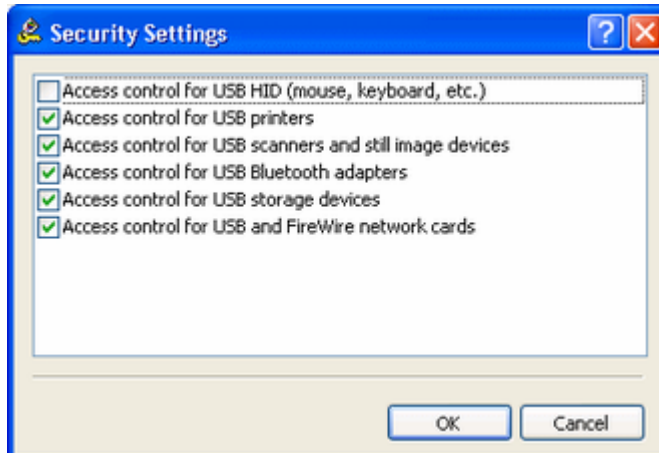 Security Settings
Access control for USB HID (mouse, keyboard, etc.)
Access control for USB printers
Access control for USB scanners and still image devices
Access control for USB Bluetooth adapters
Access control for USB storage devices
Access control for USB and FireWire network cards
OK Cancel